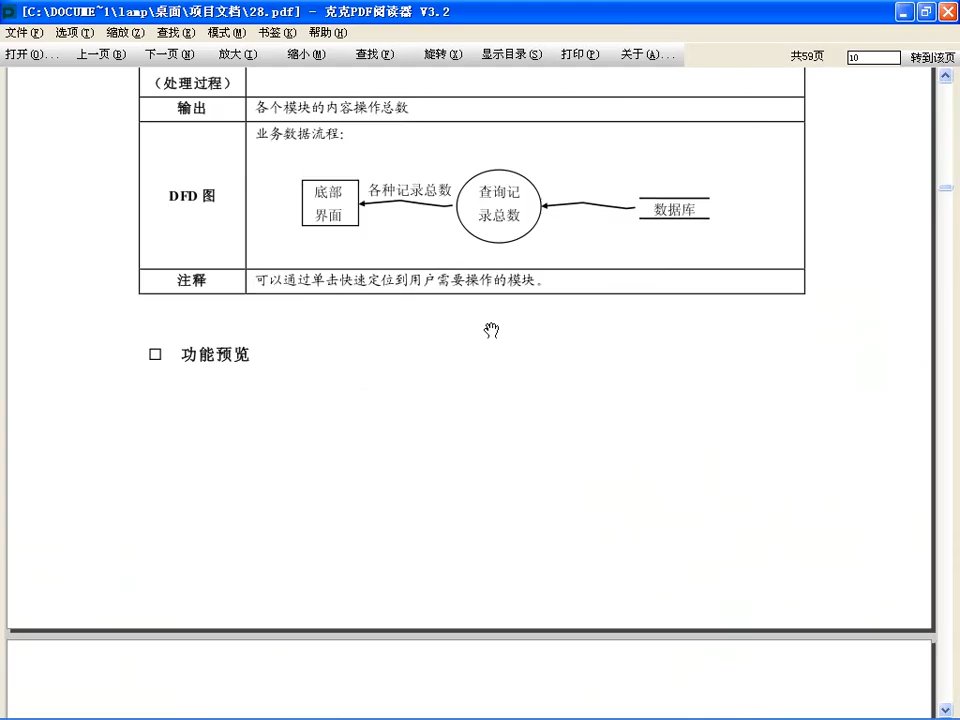 [C:\DOCUME~1\lamp\桌面\项目文档\28.pdf] - 克克PDF阅读器 V3.2
文件(F) 选项(T) 缩放(Z) 查找(K) 模式(M) 书签(K) 帮助(H)
打开(O)... 上一页(B) 下一页(N) 放大(I) 缩小(M) 查找(F) 旋转(X) 显示目录(S) 打印(P) 关于(A)... 共59页 10 转到该页
（处理过程）
输出 各个模块的内容操作总数
业务数据流程：
DFD 图
底部
界面
各种记录总数
查询记
录总数
数据库
注释 可以通过单击快速定位到用户需要操作的模块。
□ 功能预览